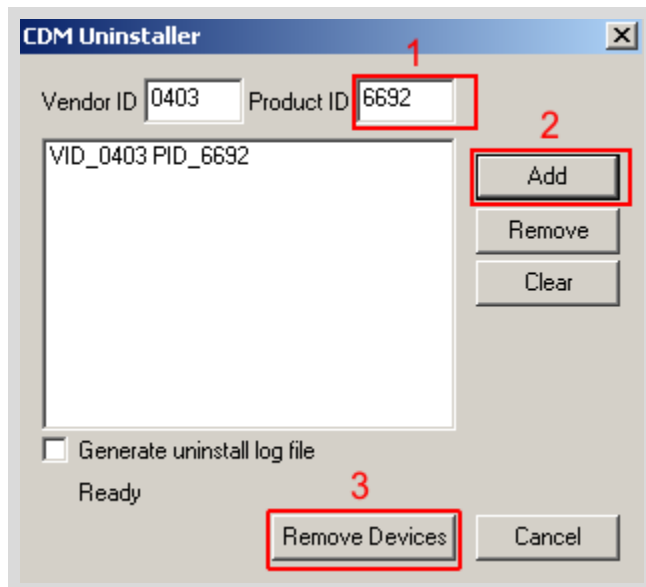 CDM Uninstaller
1
Vendor ID 0403 Product ID 6692
2
VID_0403 PID_6692
Add
Remove
Clear
Generate uninstall log file
Ready
3
Remove Devices Cancel